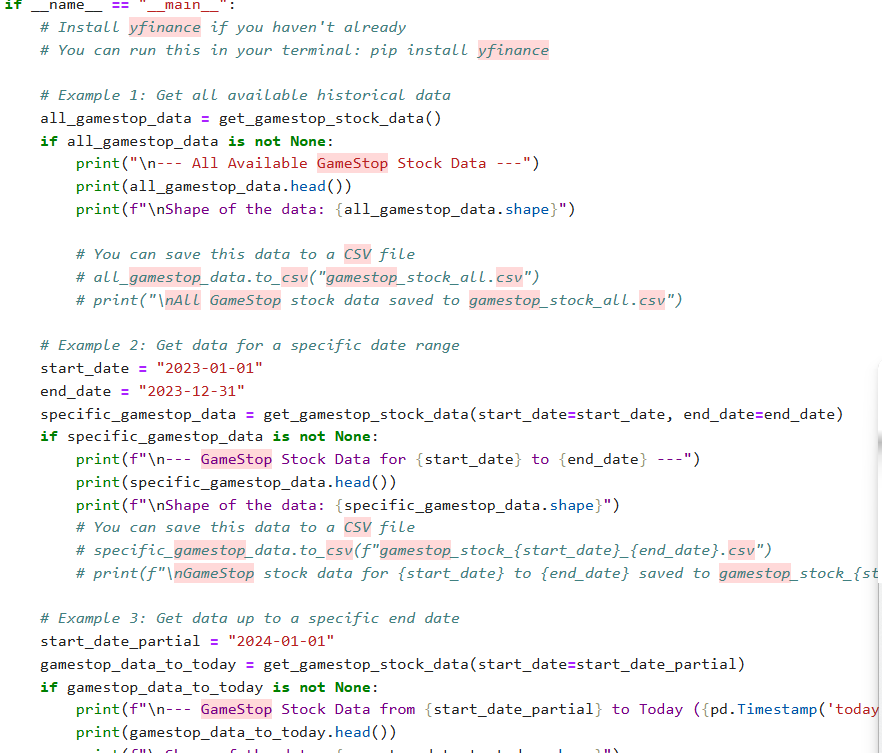 if __name__ == "__main__":
    # Install yfinance if you haven't already
    # You can run this in your terminal: pip install yfinance

    # Example 1: Get all available historical data
    all_gamestop_data = get_gamestop_stock_data()
    if all_gamestop_data is not None:
        print("\n--- All Available GameStop Stock Data ---")
        print(all_gamestop_data.head())
        print(f"\nShape of the data: {all_gamestop_data.shape}")

        # You can save this data to a CSV file
        # all_gamestop_data.to_csv("gamestop_stock_all.csv")
        # print("\nAll GameStop stock data saved to gamestop_stock_all.csv")

    # Example 2: Get data for a specific date range
    start_date = "2023-01-01"
    end_date = "2023-12-31"
    specific_gamestop_data = get_gamestop_stock_data(start_date=start_date, end_date=end_date)
    if specific_gamestop_data is not None:
        print(f"\n--- GameStop Stock Data for {start_date} to {end_date} ---")
        print(specific_gamestop_data.head())
        print(f"\nShape of the data: {specific_gamestop_data.shape}")
        # You can save this data to a CSV file
        # specific_gamestop_data.to_csv(f"gamestop_stock_{start_date}_{end_date}.csv")
        # print(f"\nGameStop stock data for {start_date} to {end_date} saved to gamestop_stock_{st

    # Example 3: Get data up to a specific end date
    start_date_partial = "2024-01-01"
    gamestop_data_to_today = get_gamestop_stock_data(start_date=start_date_partial)
    if gamestop_data_to_today is not None:
        print(f"\n--- GameStop Stock Data from {start_date_partial} to Today ({pd.Timestamp('today
        print(gamestop_data_to_today.head())